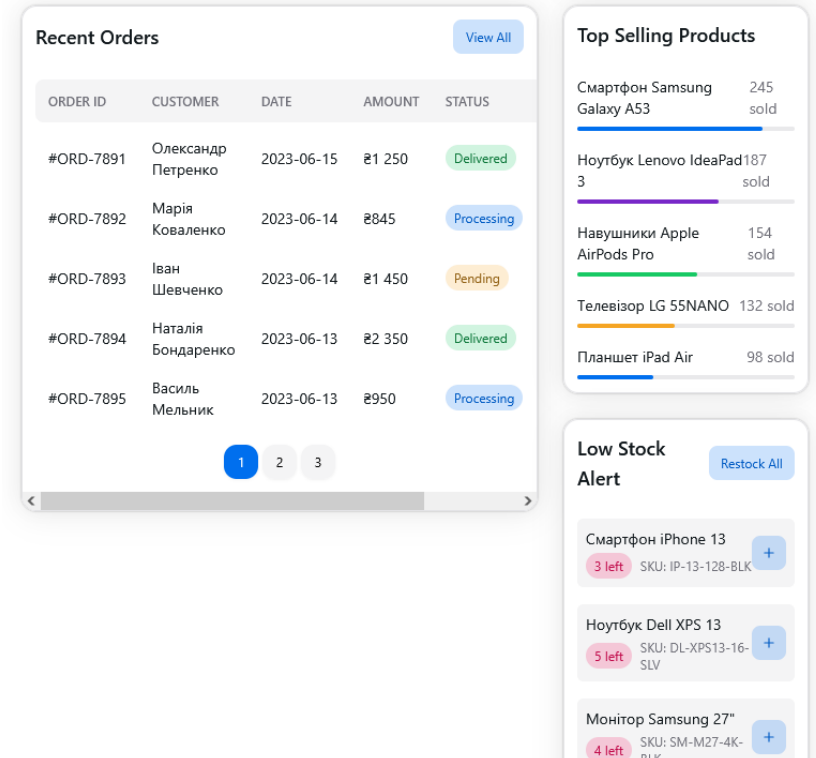 Recent Orders
View All
ORDER ID CUSTOMER DATE AMOUNT STATUS
#ORD-7891 Олександр Петренко 2023-06-15 ₴1 250 Delivered
#ORD-7892 Марія Коваленко 2023-06-14 ₴845 Processing
#ORD-7893 Іван Шевченко 2023-06-14 ₴1 450 Pending
#ORD-7894 Наталія Бондаренко 2023-06-13 ₴2 350 Delivered
#ORD-7895 Василь Мельник 2023-06-13 ₴950 Processing
1 2 3
Top Selling Products
Смартфон Samsung Galaxy A53 245 sold
Ноутбук Lenovo IdeaPad 3 187 sold
Навушники Apple AirPods Pro 154 sold
Телевізор LG 55NANO 132 sold
Планшет iPad Air 98 sold
Low Stock Alert
Restock All
Смартфон iPhone 13
3 left SKU: IP-13-128-BLK
+
Ноутбук Dell XPS 13
5 left SKU: DL-XPS13-16-SLV
+
Монітор Samsung 27"
4 left SKU: SM-M27-4K-
+